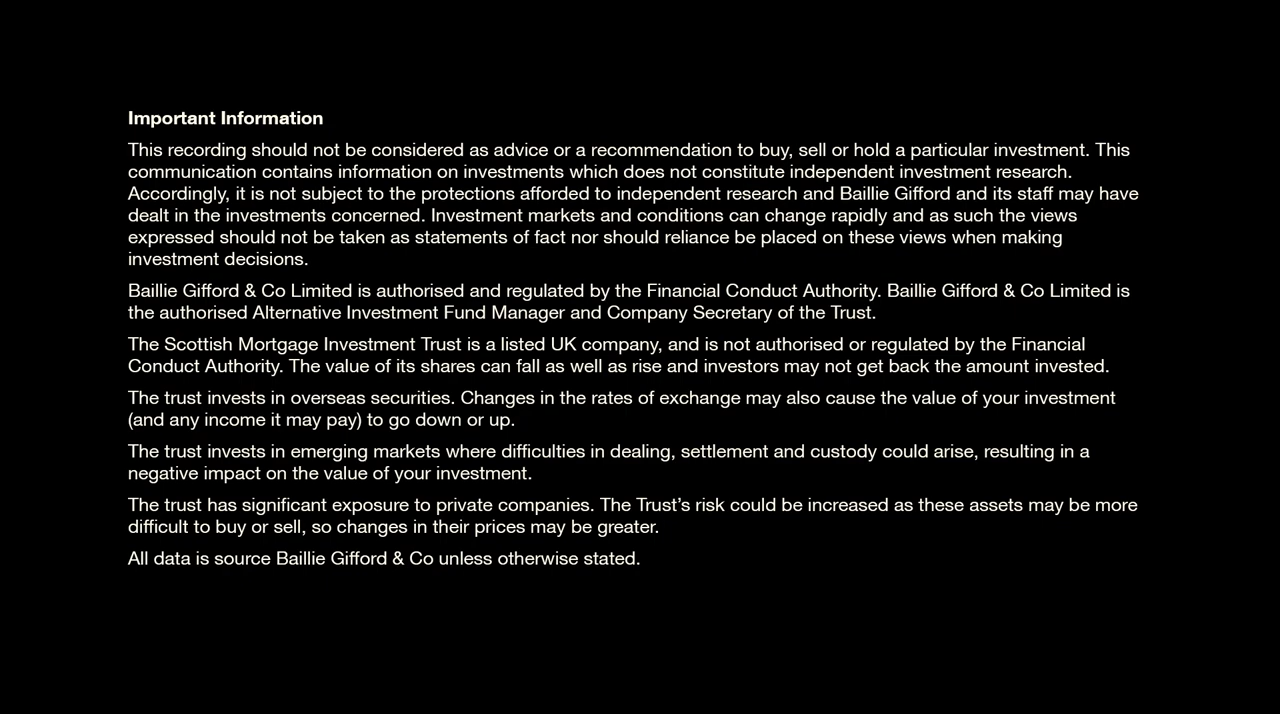 Important Information
This recording should not be considered as advice or a recommendation to buy, sell or hold a particular investment. This
communication contains information on investments which does not constitute independent investment research.
Accordingly, it is not subject to the protections afforded to independent research and Baillie Gifford and its staff may have
dealt in the investments concerned. Investment markets and conditions can change rapidly and as such the views
expressed should not be taken as statements of fact nor should reliance be placed on these views when making
investment decisions.
Baillie Gifford & Co Limited is authorised and regulated by the Financial Conduct Authority. Baillie Gifford & Co Limited is
the authorised Alternative Investment Fund Manager and Company Secretary of the Trust.
The Scottish Mortgage Investment Trust is a listed UK company, and is not authorised or regulated by the Financial
Conduct Authority. The value of its shares can fall as well as rise and investors may not get back the amount invested.
The trust invests in overseas securities. Changes in the rates of exchange may also cause the value of your investment
(and any income it may pay) to go down or up.
The trust invests in emerging markets where difficulties in dealing, settlement and custody could arise, resulting in a
negative impact on the value of your investment.
The trust has significant exposure to private companies. The Trust’s risk could be increased as these assets may be more
difficult to buy or sell, so changes in their prices may be greater.
All data is source Baillie Gifford & Co unless otherwise stated.